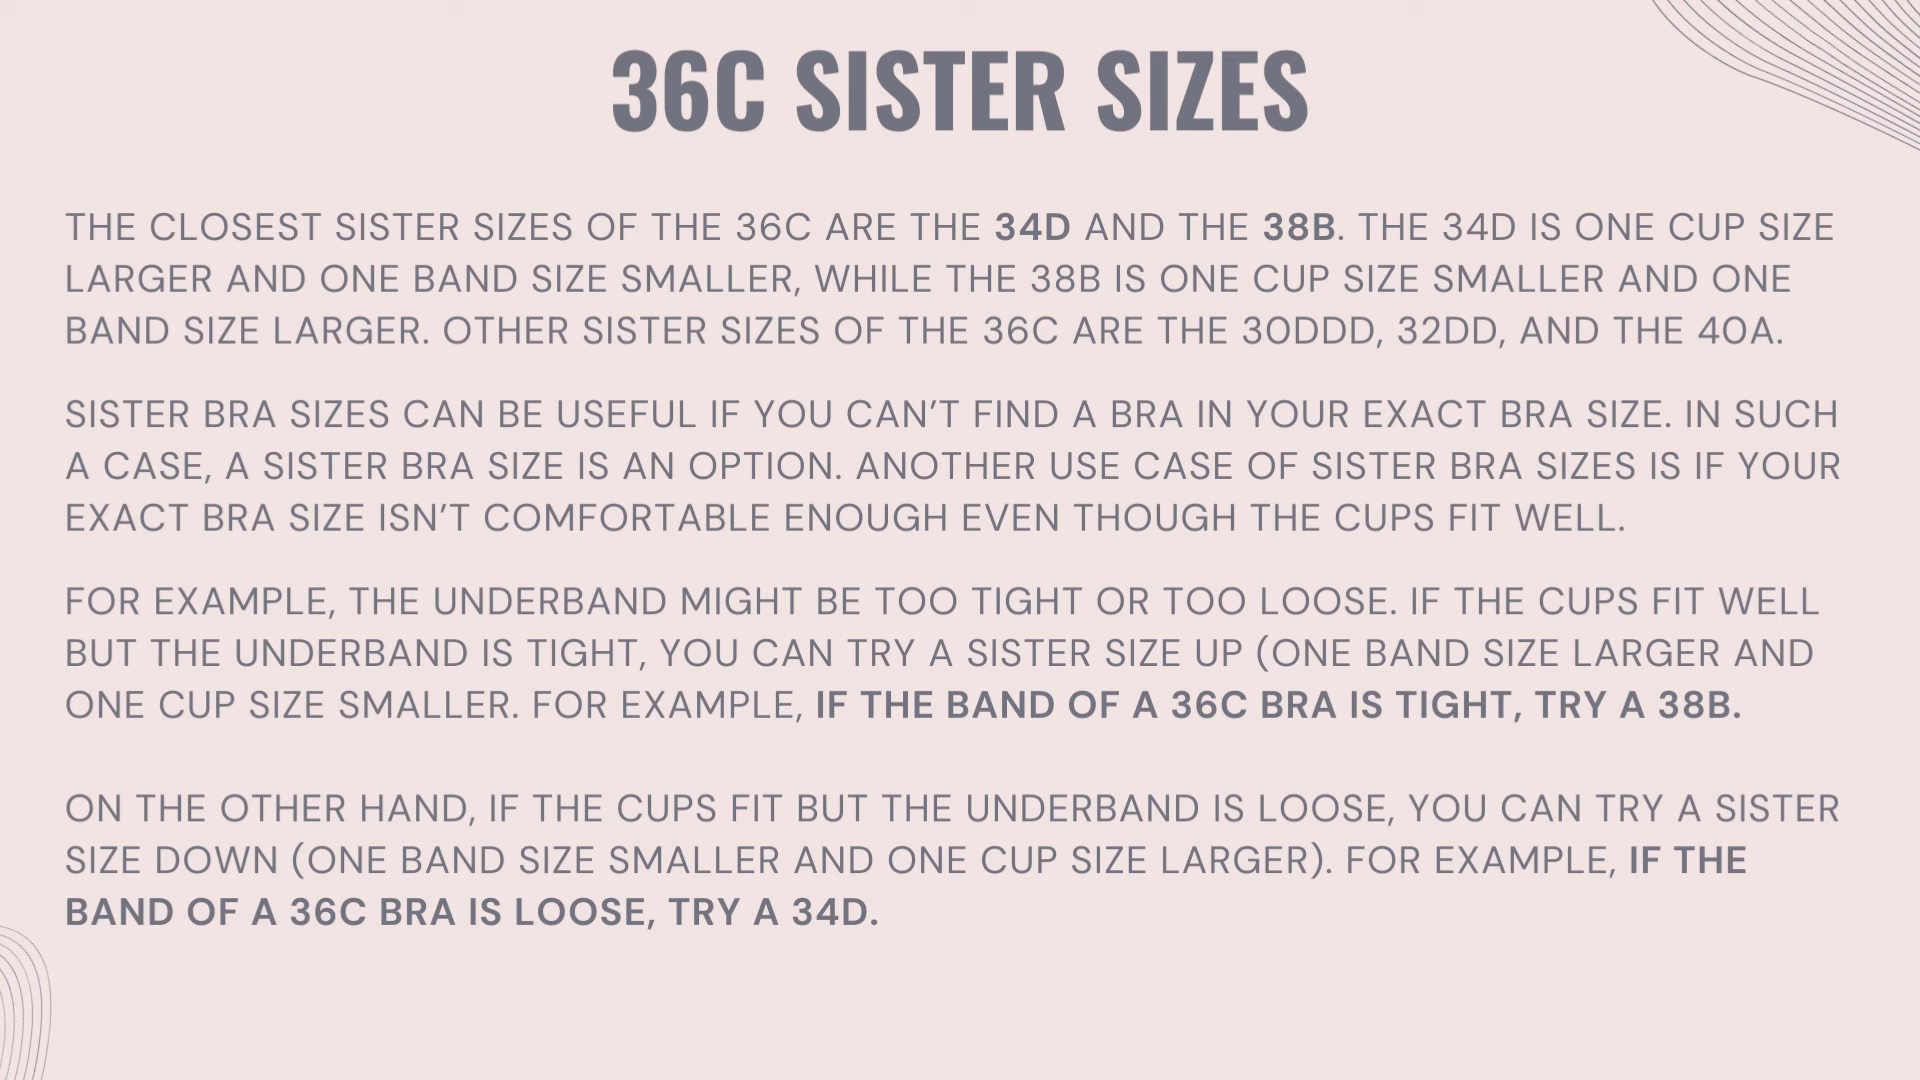 36C SISTER SIZES
THE CLOSEST SISTER SIZES OF THE 36C ARE THE 34D AND THE 38B. THE 34D IS ONE CUP SIZE
LARGER AND ONE BAND SIZE SMALLER, WHILE THE 38B IS ONE CUP SIZE SMALLER AND ONE
BAND SIZE LARGER. OTHER SISTER SIZES OF THE 36C ARE THE 30DDD, 32DD, AND THE 40A.
SISTER BRA SIZES CAN BE USEFUL IF YOU CAN’T FIND A BRA IN YOUR EXACT BRA SIZE. IN SUCH
A CASE, A SISTER BRA SIZE IS AN OPTION. ANOTHER USE CASE OF SISTER BRA SIZES IS IF YOUR
EXACT BRA SIZE ISN’T COMFORTABLE ENOUGH EVEN THOUGH THE CUPS FIT WELL.
FOR EXAMPLE, THE UNDERBAND MIGHT BE TOO TIGHT OR TOO LOOSE. IF THE CUPS FIT WELL
BUT THE UNDERBAND IS TIGHT, YOU CAN TRY A SISTER SIZE UP (ONE BAND SIZE LARGER AND
ONE CUP SIZE SMALLER. FOR EXAMPLE, IF THE BAND OF A 36C BRA IS TIGHT, TRY A 38B.
ON THE OTHER HAND, IF THE CUPS FIT BUT THE UNDERBAND IS LOOSE, YOU CAN TRY A SISTER
SIZE DOWN (ONE BAND SIZE SMALLER AND ONE CUP SIZE LARGER). FOR EXAMPLE, IF THE
BAND OF A 36C BRA IS LOOSE, TRY A 34D.